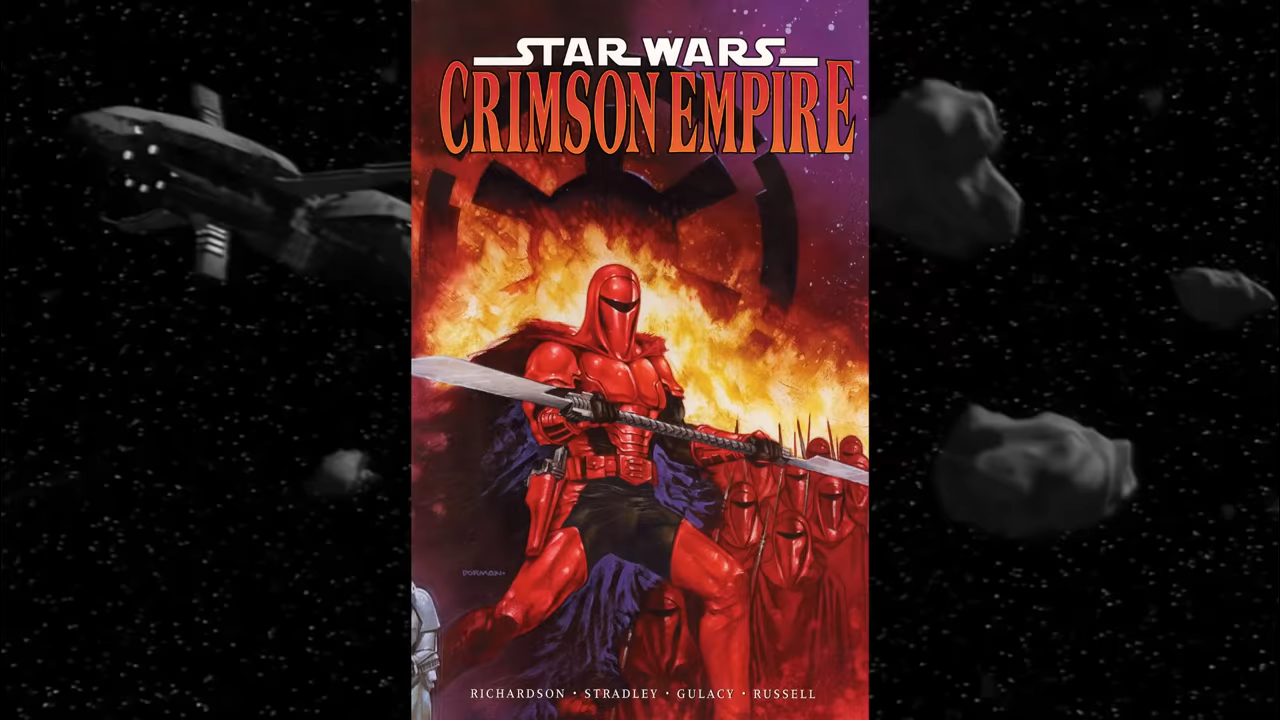 STAR WARS
CRIMSON EMPIRE
DORMAN
RICHARDSON • STRADLEY • GULACY • RUSSELL